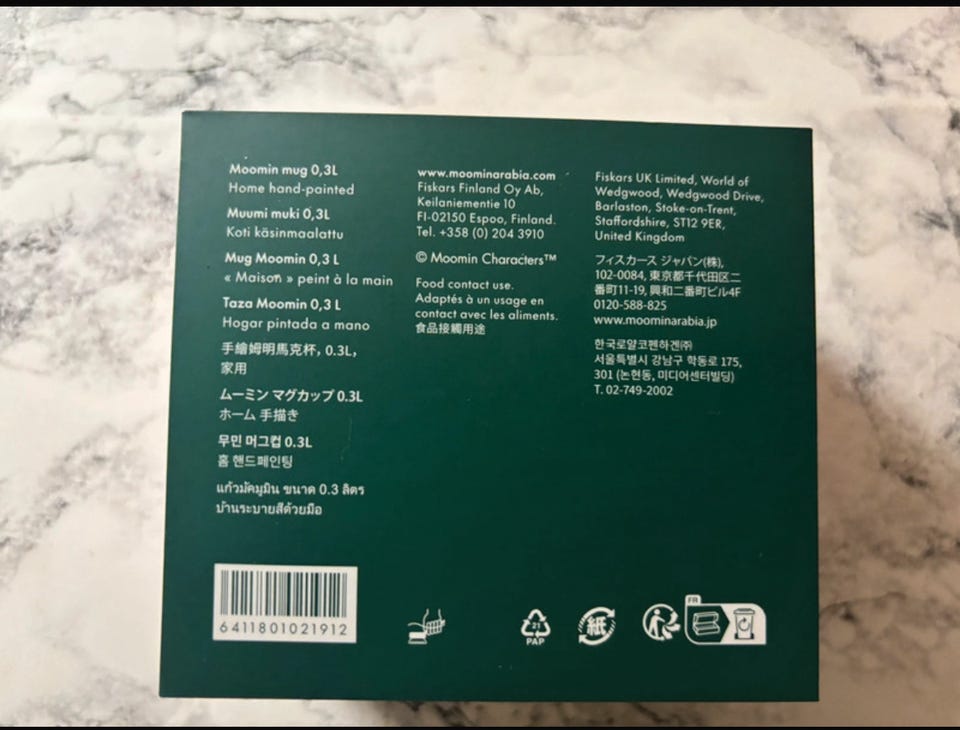 Moomin mug 0,3L
Home hand-painted
Muumi muki 0,3L
Koti käsinmaalattu
Mug Moomin 0,3 L
« Maison » peint à la main
Taza Moomin 0,3 L
Hogar pintada a mano
手繪姆明馬克杯，0.3L，
家用
ムーミン マグカップ 0.3L
ホーム 手描き
무민 머그컵 0.3L
홈 핸드페인팅
แก้วมัคมูมิน ขนาด 0.3 ลิตร
บ้านระบายสีด้วยมือ
www.moominarabia.com
Fiskars Finland Oy Ab,
Keilaniementie 10
FI-02150 Espoo, Finland.
Tel. +358 (0) 204 3910
© Moomin Characters™
Food contact use.
Adaptés à un usage en
contact avec les aliments.
食品接觸用途
Fiskars UK Limited, World of
Wedgwood, Wedgwood Drive,
Barlaston, Stoke-on-Trent,
Staffordshire, ST12 9ER,
United Kingdom
フィスカース ジャパン(株),
102-0084, 東京都千代田区二
番町11-19, 興和二番町ビル4F
0120-588-825
www.moominarabia.jp
한국로얄코펜하겐㈜
서울특별시 강남구 학동로 175,
301 (논현동, 미디어센터빌딩)
T. 02-749-2002
6411801021912
21
PAP
紙
FR